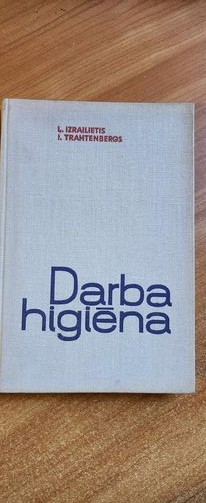 Ļ. IZRAILIETIS
I. TRAHTENBERGS
Darba
higiēna